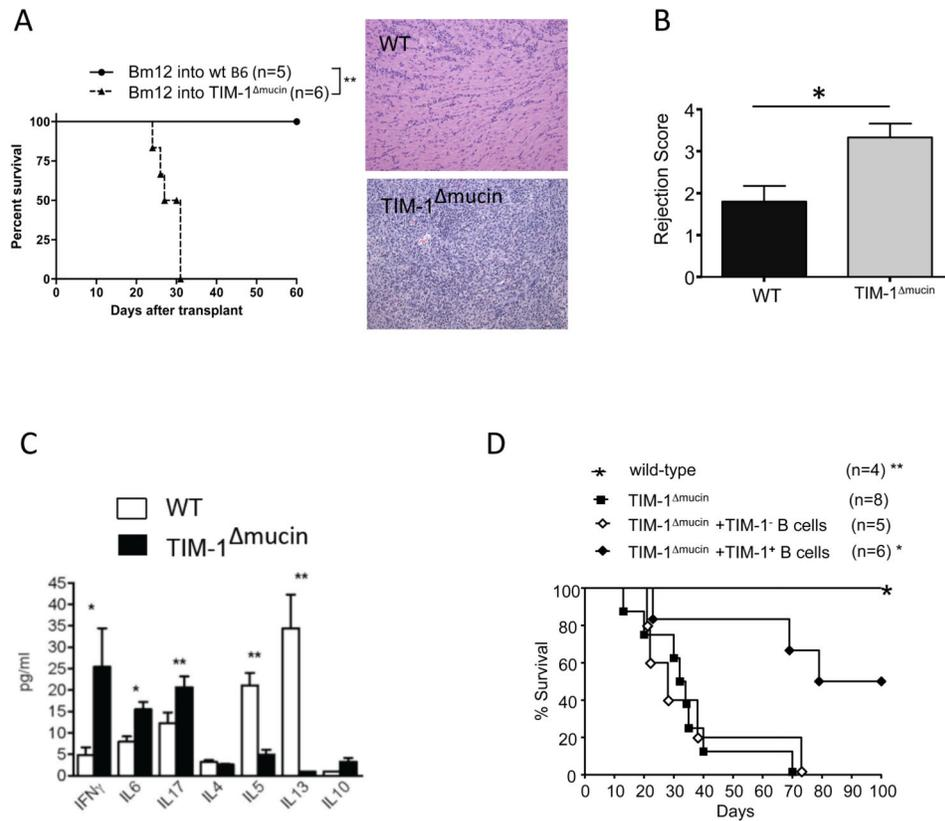 A
Bm12 into wt B6 (n=5)
Bm12 into TIM-1Δmucin (n=6)
**
Percent survival
100
75
50
25
0
0 10 20 30 40 50 60
Days after transplant
WT
TIM-1Δmucin
B
*
Rejection Score
4
3
2
1
0
WT TIM-1Δmucin
C
WT
TIM-1Δmucin
pg/ml
45
40
35
30
25
20
15
10
5
0
* * ** ** **
IFNγ IL6 IL17 IL4 IL5 IL13 IL10
D
wild-type (n=4) **
TIM-1Δmucin (n=8)
TIM-1Δmucin +TIM-1- B cells (n=5)
TIM-1Δmucin +TIM-1+ B cells (n=6) *
% Survival
100
80
60
40
20
0
0 10 20 30 40 50 60 70 80 90 100
Days